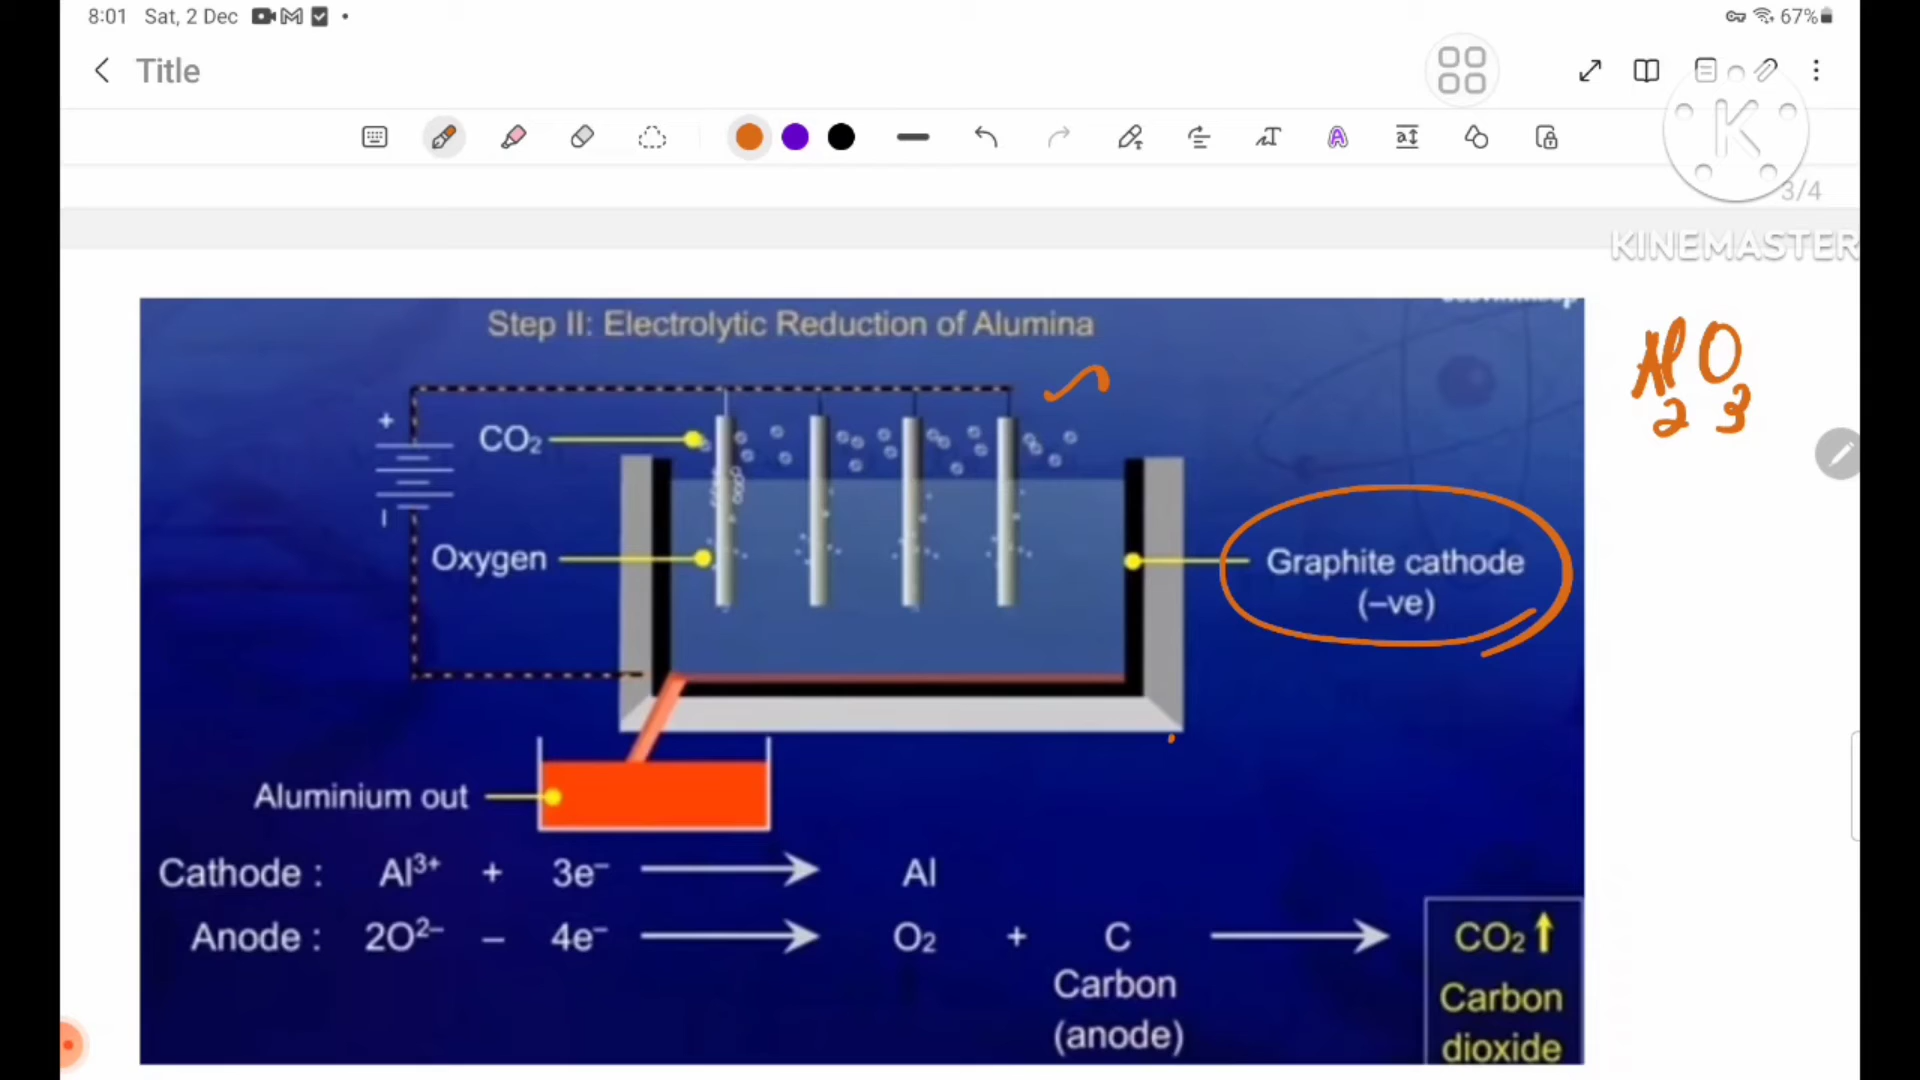 8:01 Sat, 2 Dec
67%
Title
3/4
KINEMASTER
Step II: Electrolytic Reduction of Alumina
Al2O3
+
CO₂
Oxygen
Graphite cathode
(–ve)
Aluminium out
Cathode : Al³⁺ + 3e⁻ ⟶ Al
Anode : 2O²⁻ – 4e⁻ ⟶ O₂ + C ⟶ CO₂↑
Carbon
(anode)
Carbon
dioxide